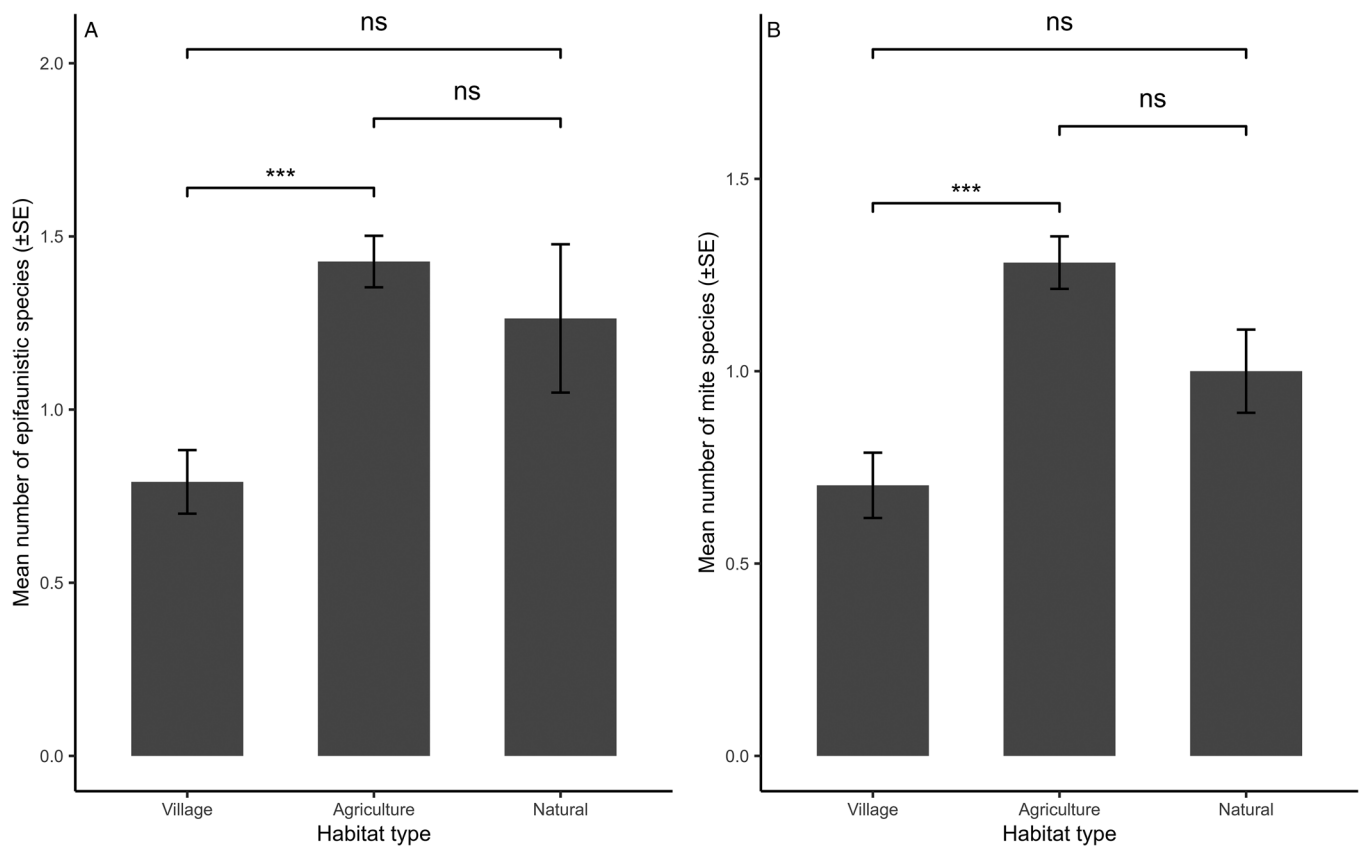 A
ns
ns
***
Mean number of epifaunistic species (±SE)
2.0
1.5
1.0
0.5
0.0
Village
Agriculture
Natural
Habitat type
B
ns
ns
***
Mean number of mite species (±SE)
1.5
1.0
0.5
0.0
Village
Agriculture
Natural
Habitat type